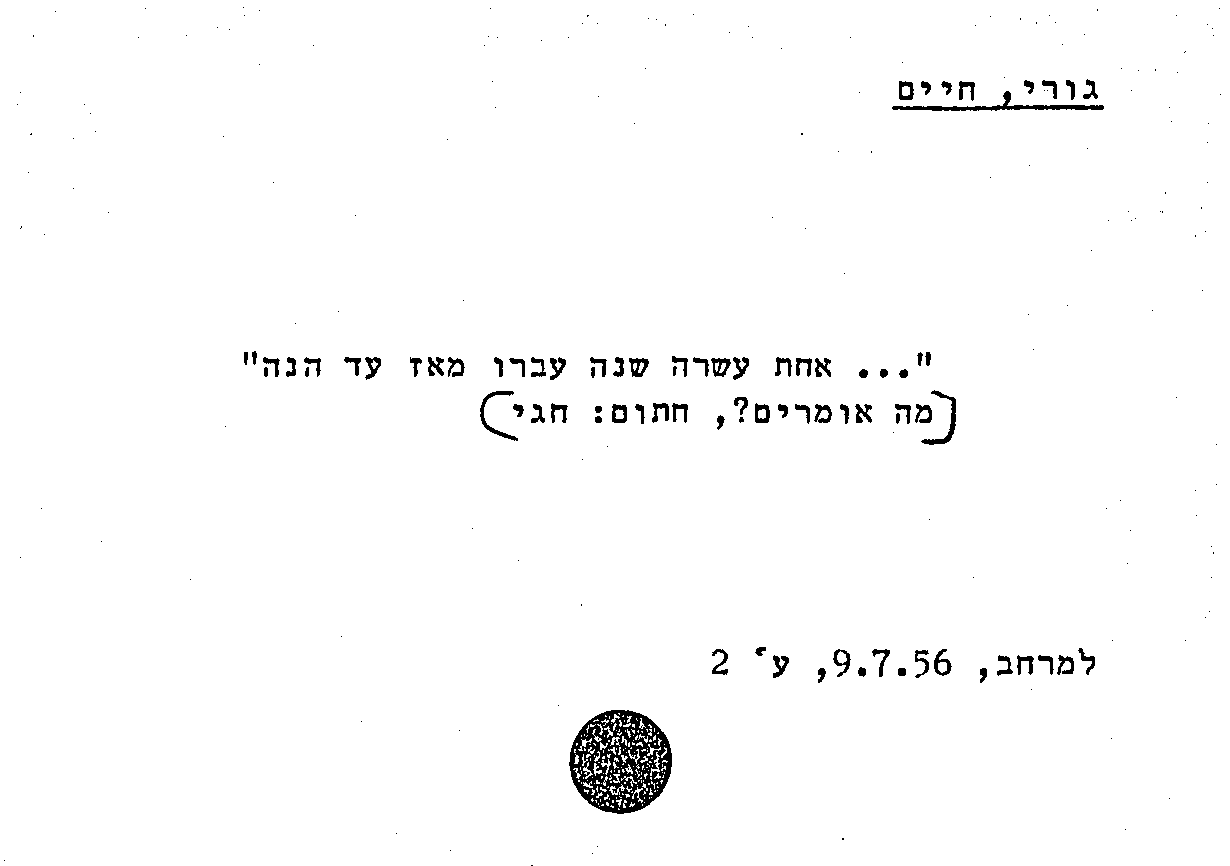 גורי, חיים
"... אחת עשרה שנה עברו מאז עד הנה"
(מה אומרים?, חתום: חגי)
למרחב, 9.7.56, ע' 2